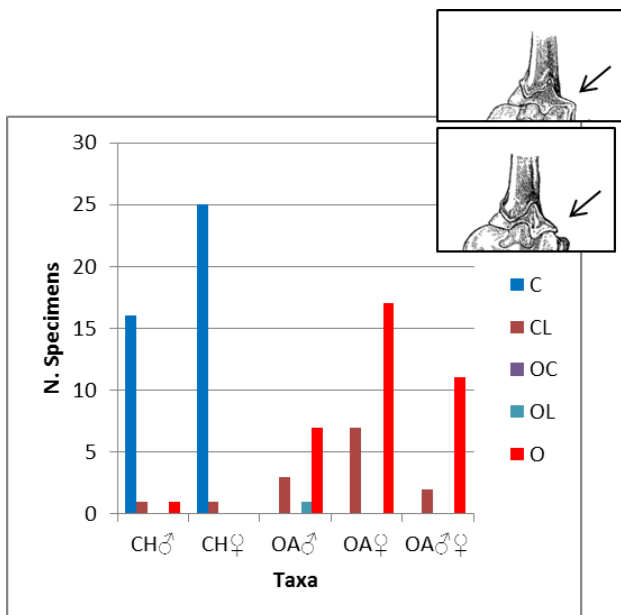 30
25
20
15
10
5
0
N. Specimens
CH♂ CH♀ OA♂ OA♀ OA♂♀
Taxa
C
CL
OC
OL
O